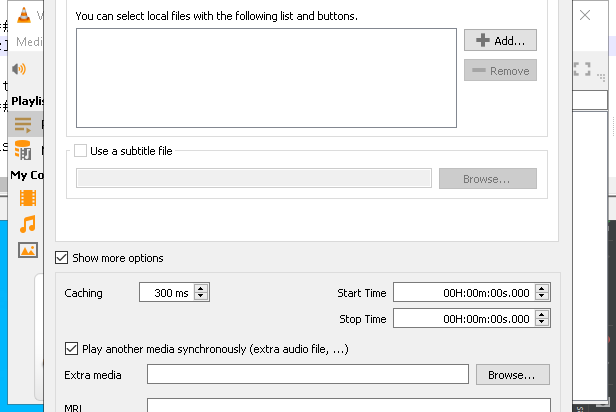 You can select local files with the following list and buttons.
Add...
Remove
Use a subtitle file
Browse...
Show more options
Caching
300 ms
Start Time
00H:00m:00s.000
Stop Time
00H:00m:00s.000
Play another media synchronously (extra audio file, ...)
Extra media
Browse...
MRL
##
V
Medi
t
##
Playlis
My Co